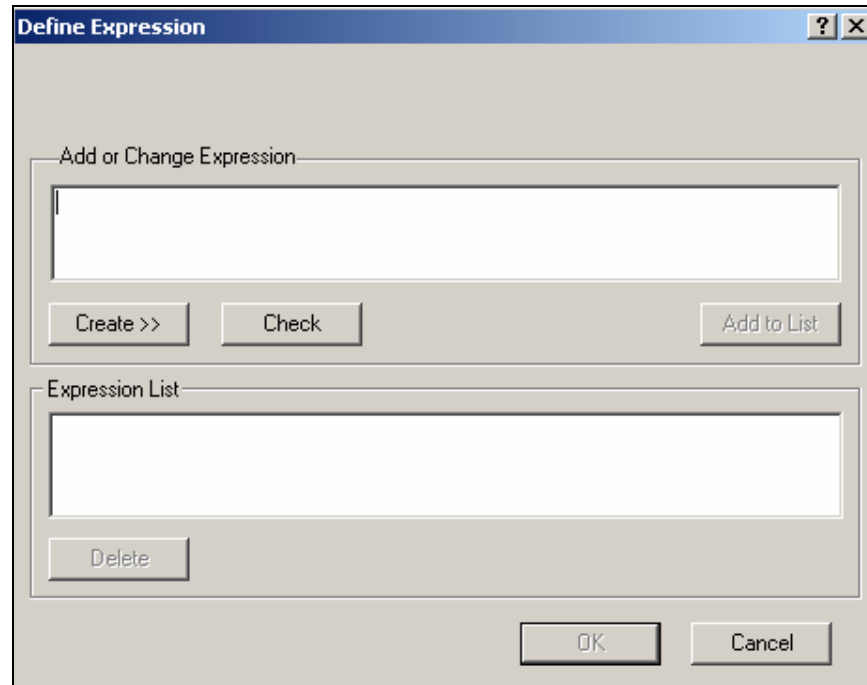 Define Expression
Add or Change Expression
Create >>
Check
Add to List
Expression List
Delete
OK
Cancel